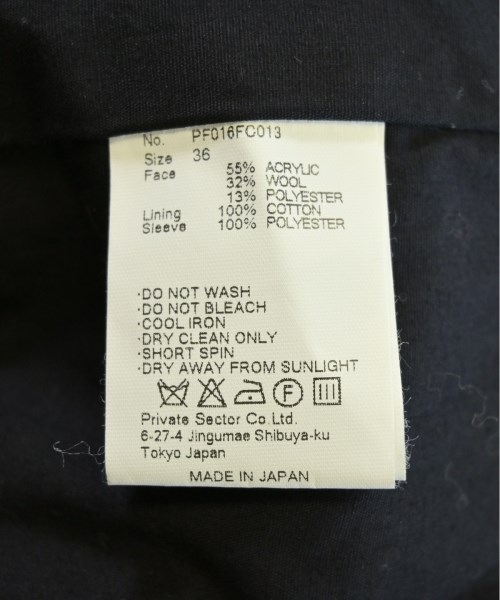 No. PF016FC013
Size 36
Face 55% ACRYLIC
32% WOOL
13% POLYESTER
Lining 100% COTTON
Sleeve 100% POLYESTER
·DO NOT WASH
·DO NOT BLEACH
·COOL IRON
·DRY CLEAN ONLY
·SHORT SPIN
·DRY AWAY FROM SUNLIGHT
F
Private Sector Co.Ltd.
6-27-4 Jingumae Shibuya-ku
Tokyo Japan
MADE IN JAPAN